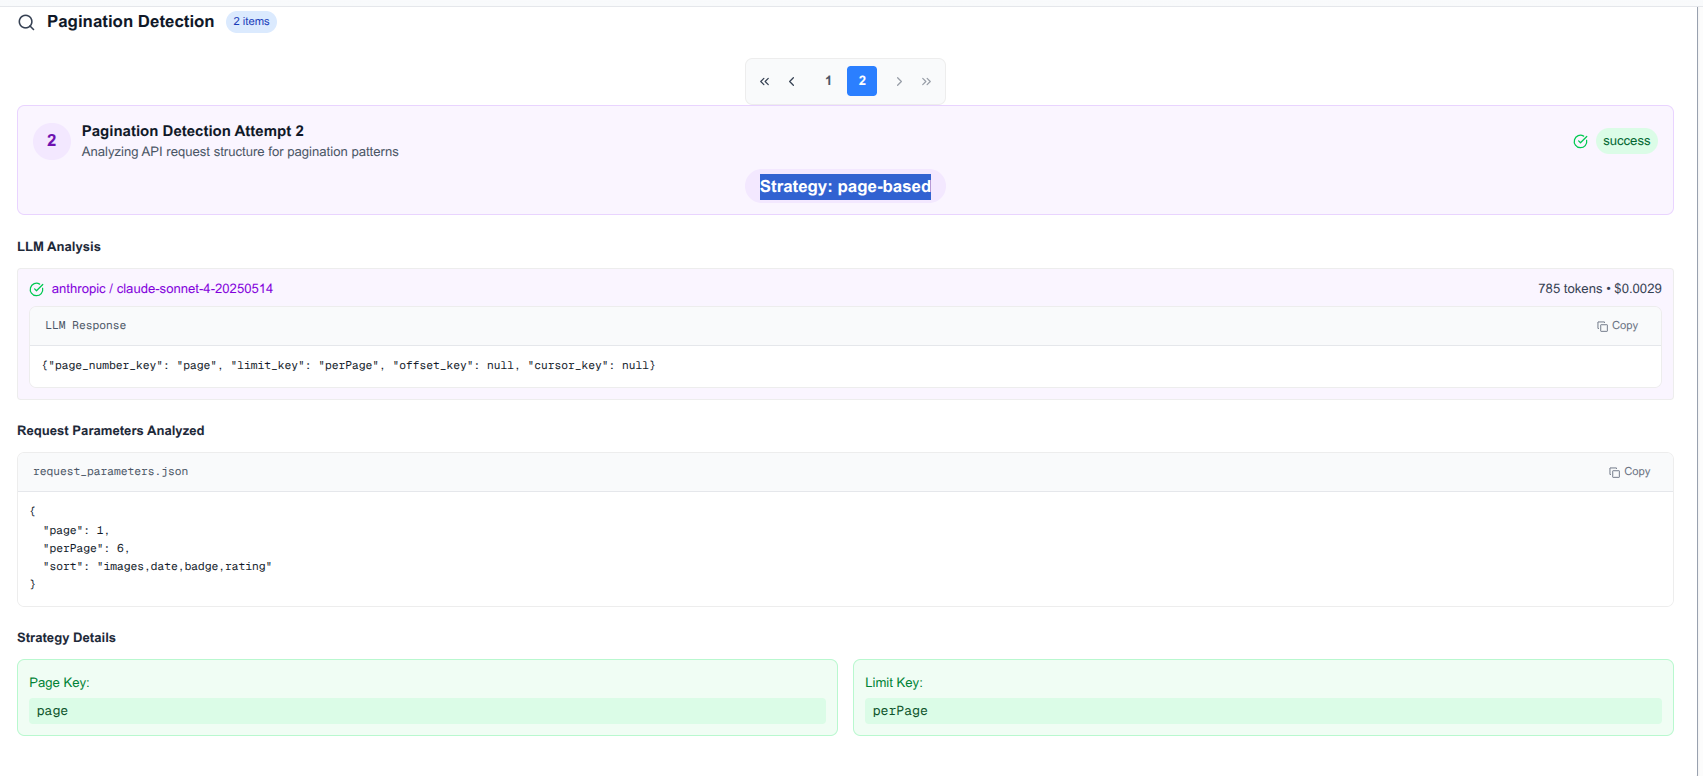 Pagination Detection 2 items
« ‹ 1 2 › »
2
Pagination Detection Attempt 2
Analyzing API request structure for pagination patterns
success
Strategy: page-based
LLM Analysis
anthropic / claude-sonnet-4-20250514
785 tokens • $0.0029
LLM Response
Copy
{"page_number_key": "page", "limit_key": "perPage", "offset_key": null, "cursor_key": null}
Request Parameters Analyzed
request_parameters.json
Copy
{
"page": 1,
"perPage": 6,
"sort": "images,date,badge,rating"
}
Strategy Details
Page Key:
page
Limit Key:
perPage